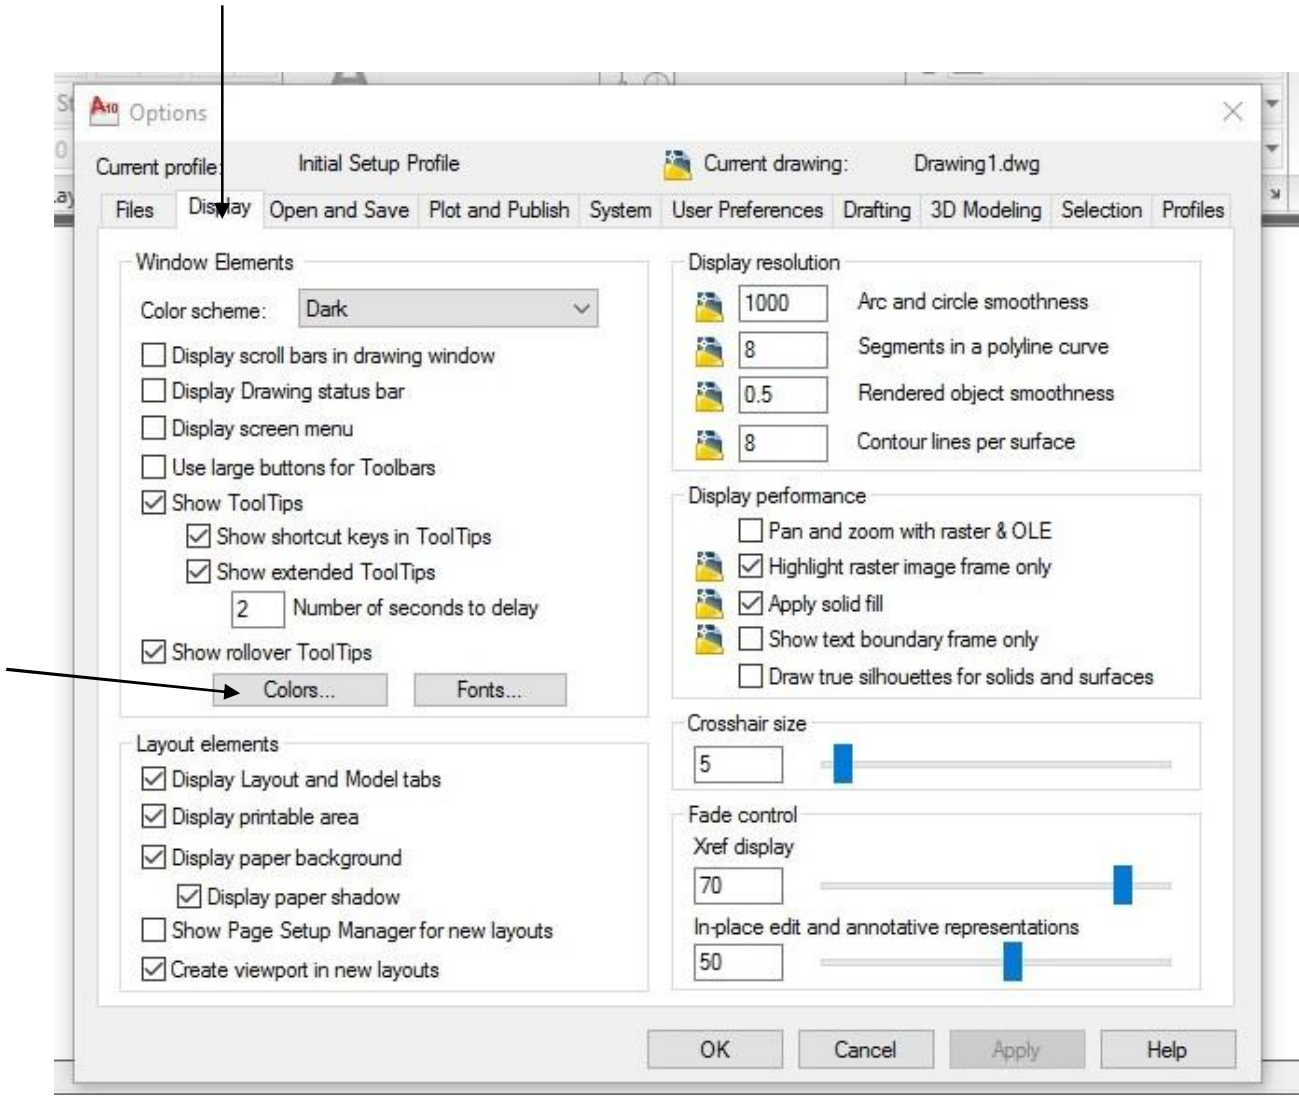 St
A10 Options
0
Current profile: Initial Setup Profile Current drawing: Drawing1.dwg
ay
Files Display Open and Save Plot and Publish System User Preferences Drafting 3D Modeling Selection Profiles
Window Elements
Color scheme: Dark
Display scroll bars in drawing window
Display Drawing status bar
Display screen menu
Use large buttons for Toolbars
Show ToolTips
Show shortcut keys in ToolTips
Show extended ToolTips
2 Number of seconds to delay
Show rollover ToolTips
Colors... Fonts...
Layout elements
Display Layout and Model tabs
Display printable area
Display paper background
Display paper shadow
Show Page Setup Manager for new layouts
Create viewport in new layouts
Display resolution
1000 Arc and circle smoothness
8 Segments in a polyline curve
0.5 Rendered object smoothness
8 Contour lines per surface
Display performance
Pan and zoom with raster & OLE
Highlight raster image frame only
Apply solid fill
Show text boundary frame only
Draw true silhouettes for solids and surfaces
Crosshair size
5
Fade control
Xref display
70
In-place edit and annotative representations
50
OK Cancel Apply Help